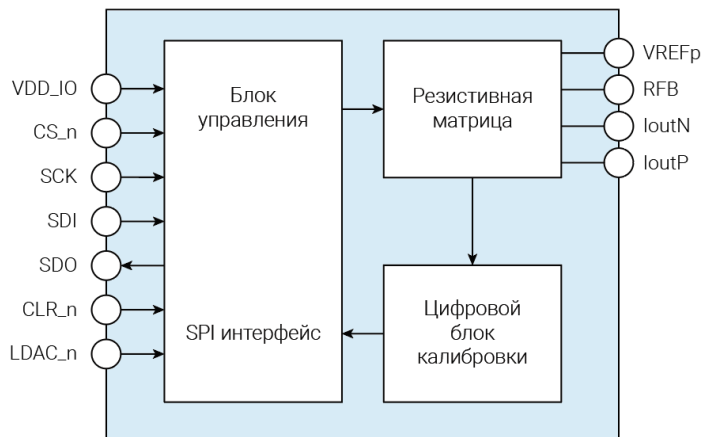 VDD_IO
CS_n
SCK
SDI
SDO
CLR_n
LDAC_n
Блок
управления
SPI интерфейс
Резистивная
матрица
Цифровой
блок
калибровки
VREFp
RFB
IoutN
IoutP